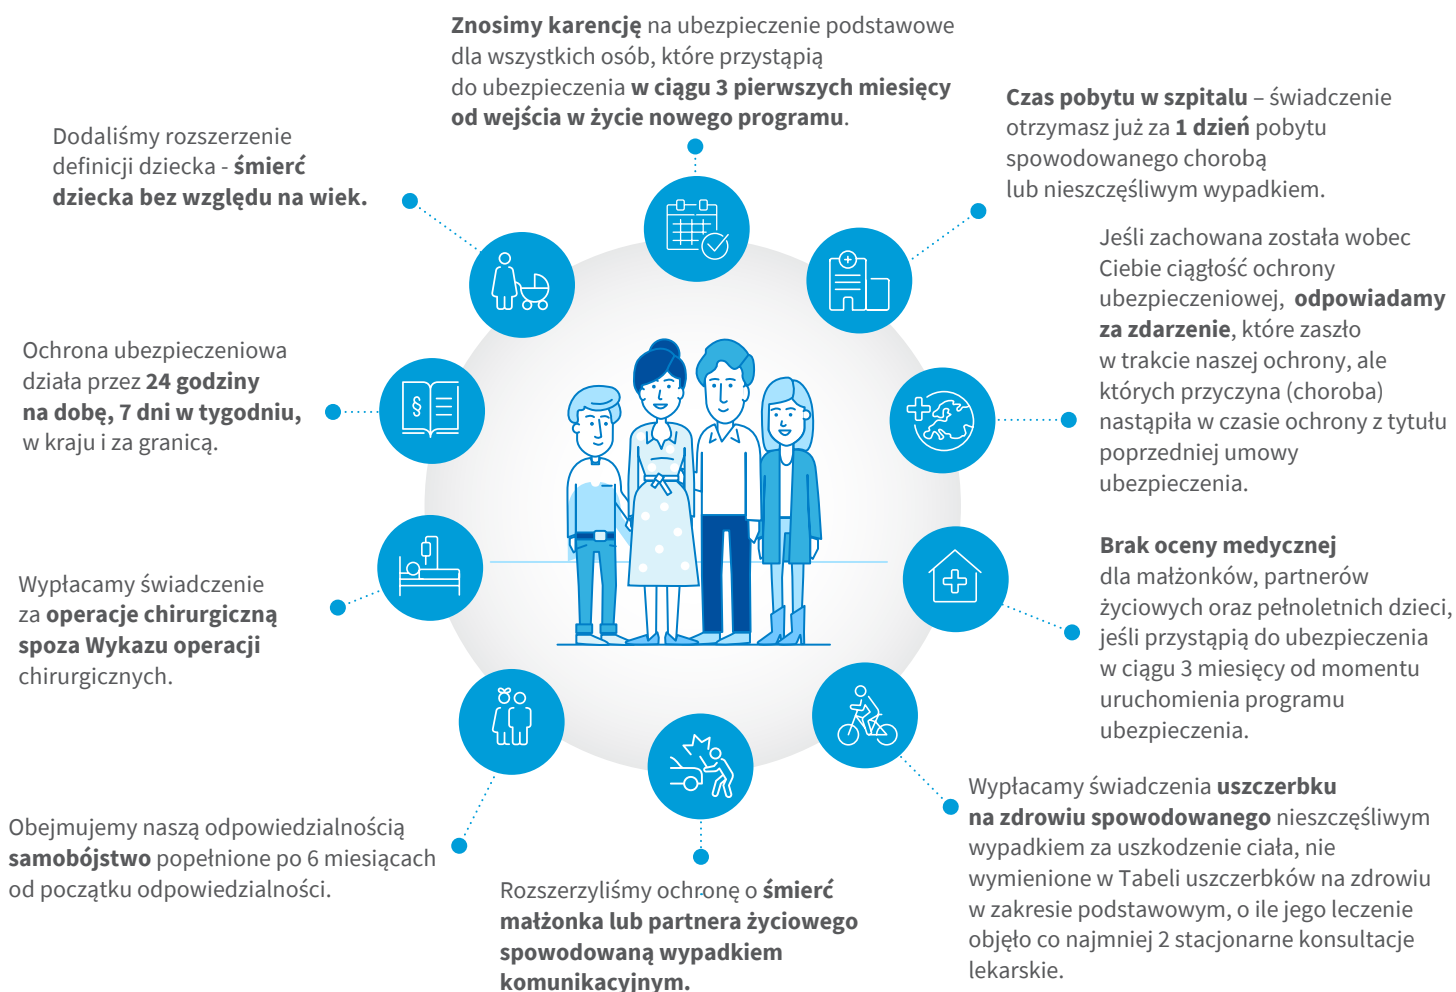 Znosimy karencję na ubezpieczenie podstawowe
dla wszystkich osób, które przystąpią
do ubezpieczenia w ciągu 3 pierwszych miesięcy
od wejścia w życie nowego programu.
Czas pobytu w szpitalu – świadczenie
otrzymasz już za 1 dzień pobytu
spowodowanego chorobą
lub nieszczęśliwym wypadkiem.
Dodaliśmy rozszerzenie
definicji dziecka - śmierć
dziecka bez względu na wiek.
Jeśli zachowana została wobec
Ciebie ciągłość ochrony
ubezpieczeniowej, odpowiadamy
za zdarzenie, które zaszło
w trakcie naszej ochrony, ale
których przyczyna (choroba)
nastąpiła w czasie ochrony z tytułu
poprzedniej umowy
ubezpieczenia.
Ochrona ubezpieczeniowa
działa przez 24 godziny
na dobę, 7 dni w tygodniu,
w kraju i za granicą.
§
Brak oceny medycznej
dla małżonków, partnerów
życiowych oraz pełnoletnich dzieci,
jeśli przystąpią do ubezpieczenia
w ciągu 3 miesięcy od momentu
uruchomienia programu
ubezpieczenia.
Wypłacamy świadczenie
za operacje chirurgiczną
spoza Wykazu operacji
chirurgicznych.
Wypłacamy świadczenia uszczerbku
na zdrowiu spowodowanego nieszczęśliwym
wypadkiem za uszkodzenie ciała, nie
wymienione w Tabeli uszczerbków na zdrowiu
w zakresie podstawowym, o ile jego leczenie
objęło co najmniej 2 stacjonarne konsultacje
lekarskie.
Obejmujemy naszą odpowiedzialnością
samobójstwo popełnione po 6 miesiącach
od początku odpowiedzialności.
Rozszerzyliśmy ochronę o śmierć
małżonka lub partnera życiowego
spowodowaną wypadkiem
komunikacyjnym.